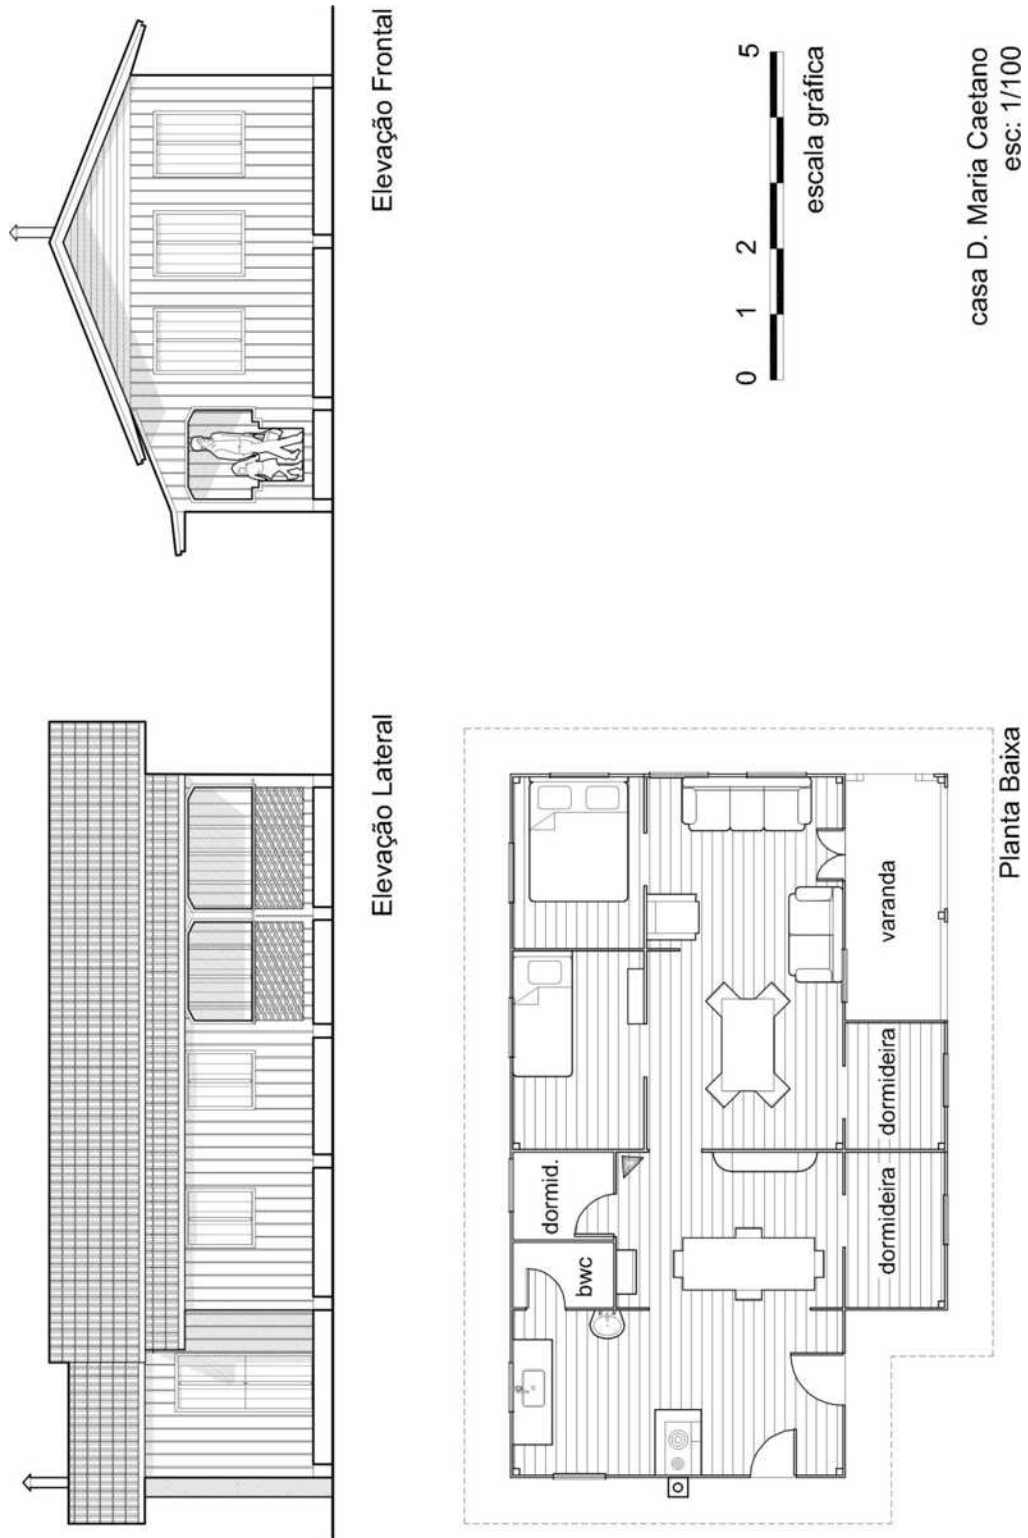 Elevação Lateral
Elevação Frontal
dormid.
bwc
dormideira
dormideira
varanda
Planta Baixa
0 1 2 5
escala gráfica
casa D. Maria Caetano
esc: 1/100